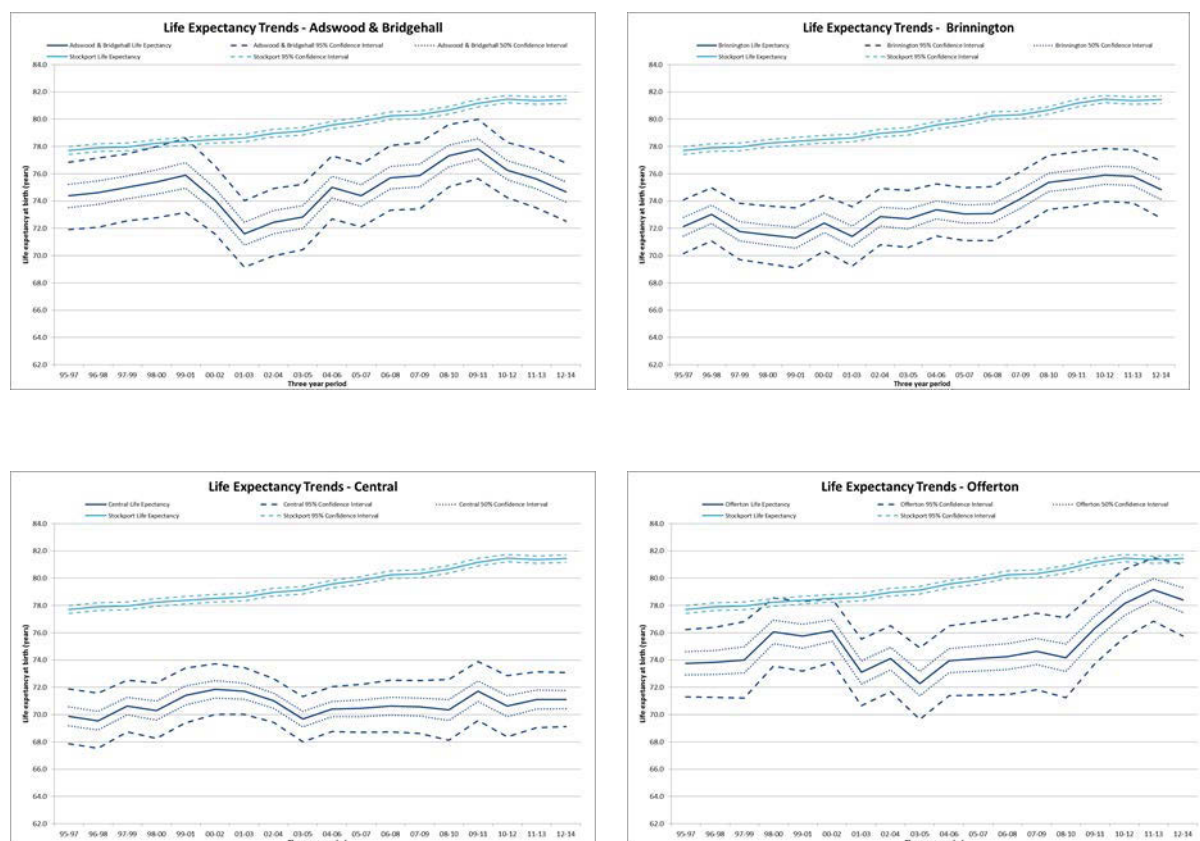 Life Expectancy Trends - Adswood & Bridgehall
Adswood & Bridgehall Life Epectancy
Adswood & Bridgehall 95% Confidence Interval
Adswood & Bridgehall 50% Confidence Interval
Stockport Life Expectancy
Stockport 95% Confidence Interval
Life expetancy at birth (years)
84.0
82.0
80.0
78.0
76.0
74.0
72.0
70.0
68.0
66.0
64.0
62.0
95-97 96-98 97-99 98-00 99-01 00-02 01-03 02-04 03-05 04-06 05-07 06-08 07-09 08-10 09-11 10-12 11-13 12-14
Three year period
Life Expectancy Trends - Brinnington
Brinnington Life Epectancy
Brinnington 95% Confidence Interval
Brinnington 50% Confidence Interval
Stockport Life Expectancy
Stockport 95% Confidence Interval
Life expetancy at birth (years)
84.0
82.0
80.0
78.0
76.0
74.0
72.0
70.0
68.0
66.0
64.0
62.0
95-97 96-98 97-99 98-00 99-01 00-02 01-03 02-04 03-05 04-06 05-07 06-08 07-09 08-10 09-11 10-12 11-13 12-14
Three year period
Life Expectancy Trends - Central
Central Life Epectancy
Central 95% Confidence Interval
Central 50% Confidence Interval
Stockport Life Expectancy
Stockport 95% Confidence Interval
Life expetancy at birth (years)
84.0
82.0
80.0
78.0
76.0
74.0
72.0
70.0
68.0
66.0
64.0
62.0
95-97 96-98 97-99 98-00 99-01 00-02 01-03 02-04 03-05 04-06 05-07 06-08 07-09 08-10 09-11 10-12 11-13 12-14
Life Expectancy Trends - Offerton
Offerton Life Epectancy
Offerton 95% Confidence Interval
Offerton 50% Confidence Interval
Stockport Life Expectancy
Stockport 95% Confidence Interval
Life expetancy at birth (years)
84.0
82.0
80.0
78.0
76.0
74.0
72.0
70.0
68.0
66.0
64.0
62.0
95-97 96-98 97-99 98-00 99-01 00-02 01-03 02-04 03-05 04-06 05-07 06-08 07-09 08-10 09-11 10-12 11-13 12-14